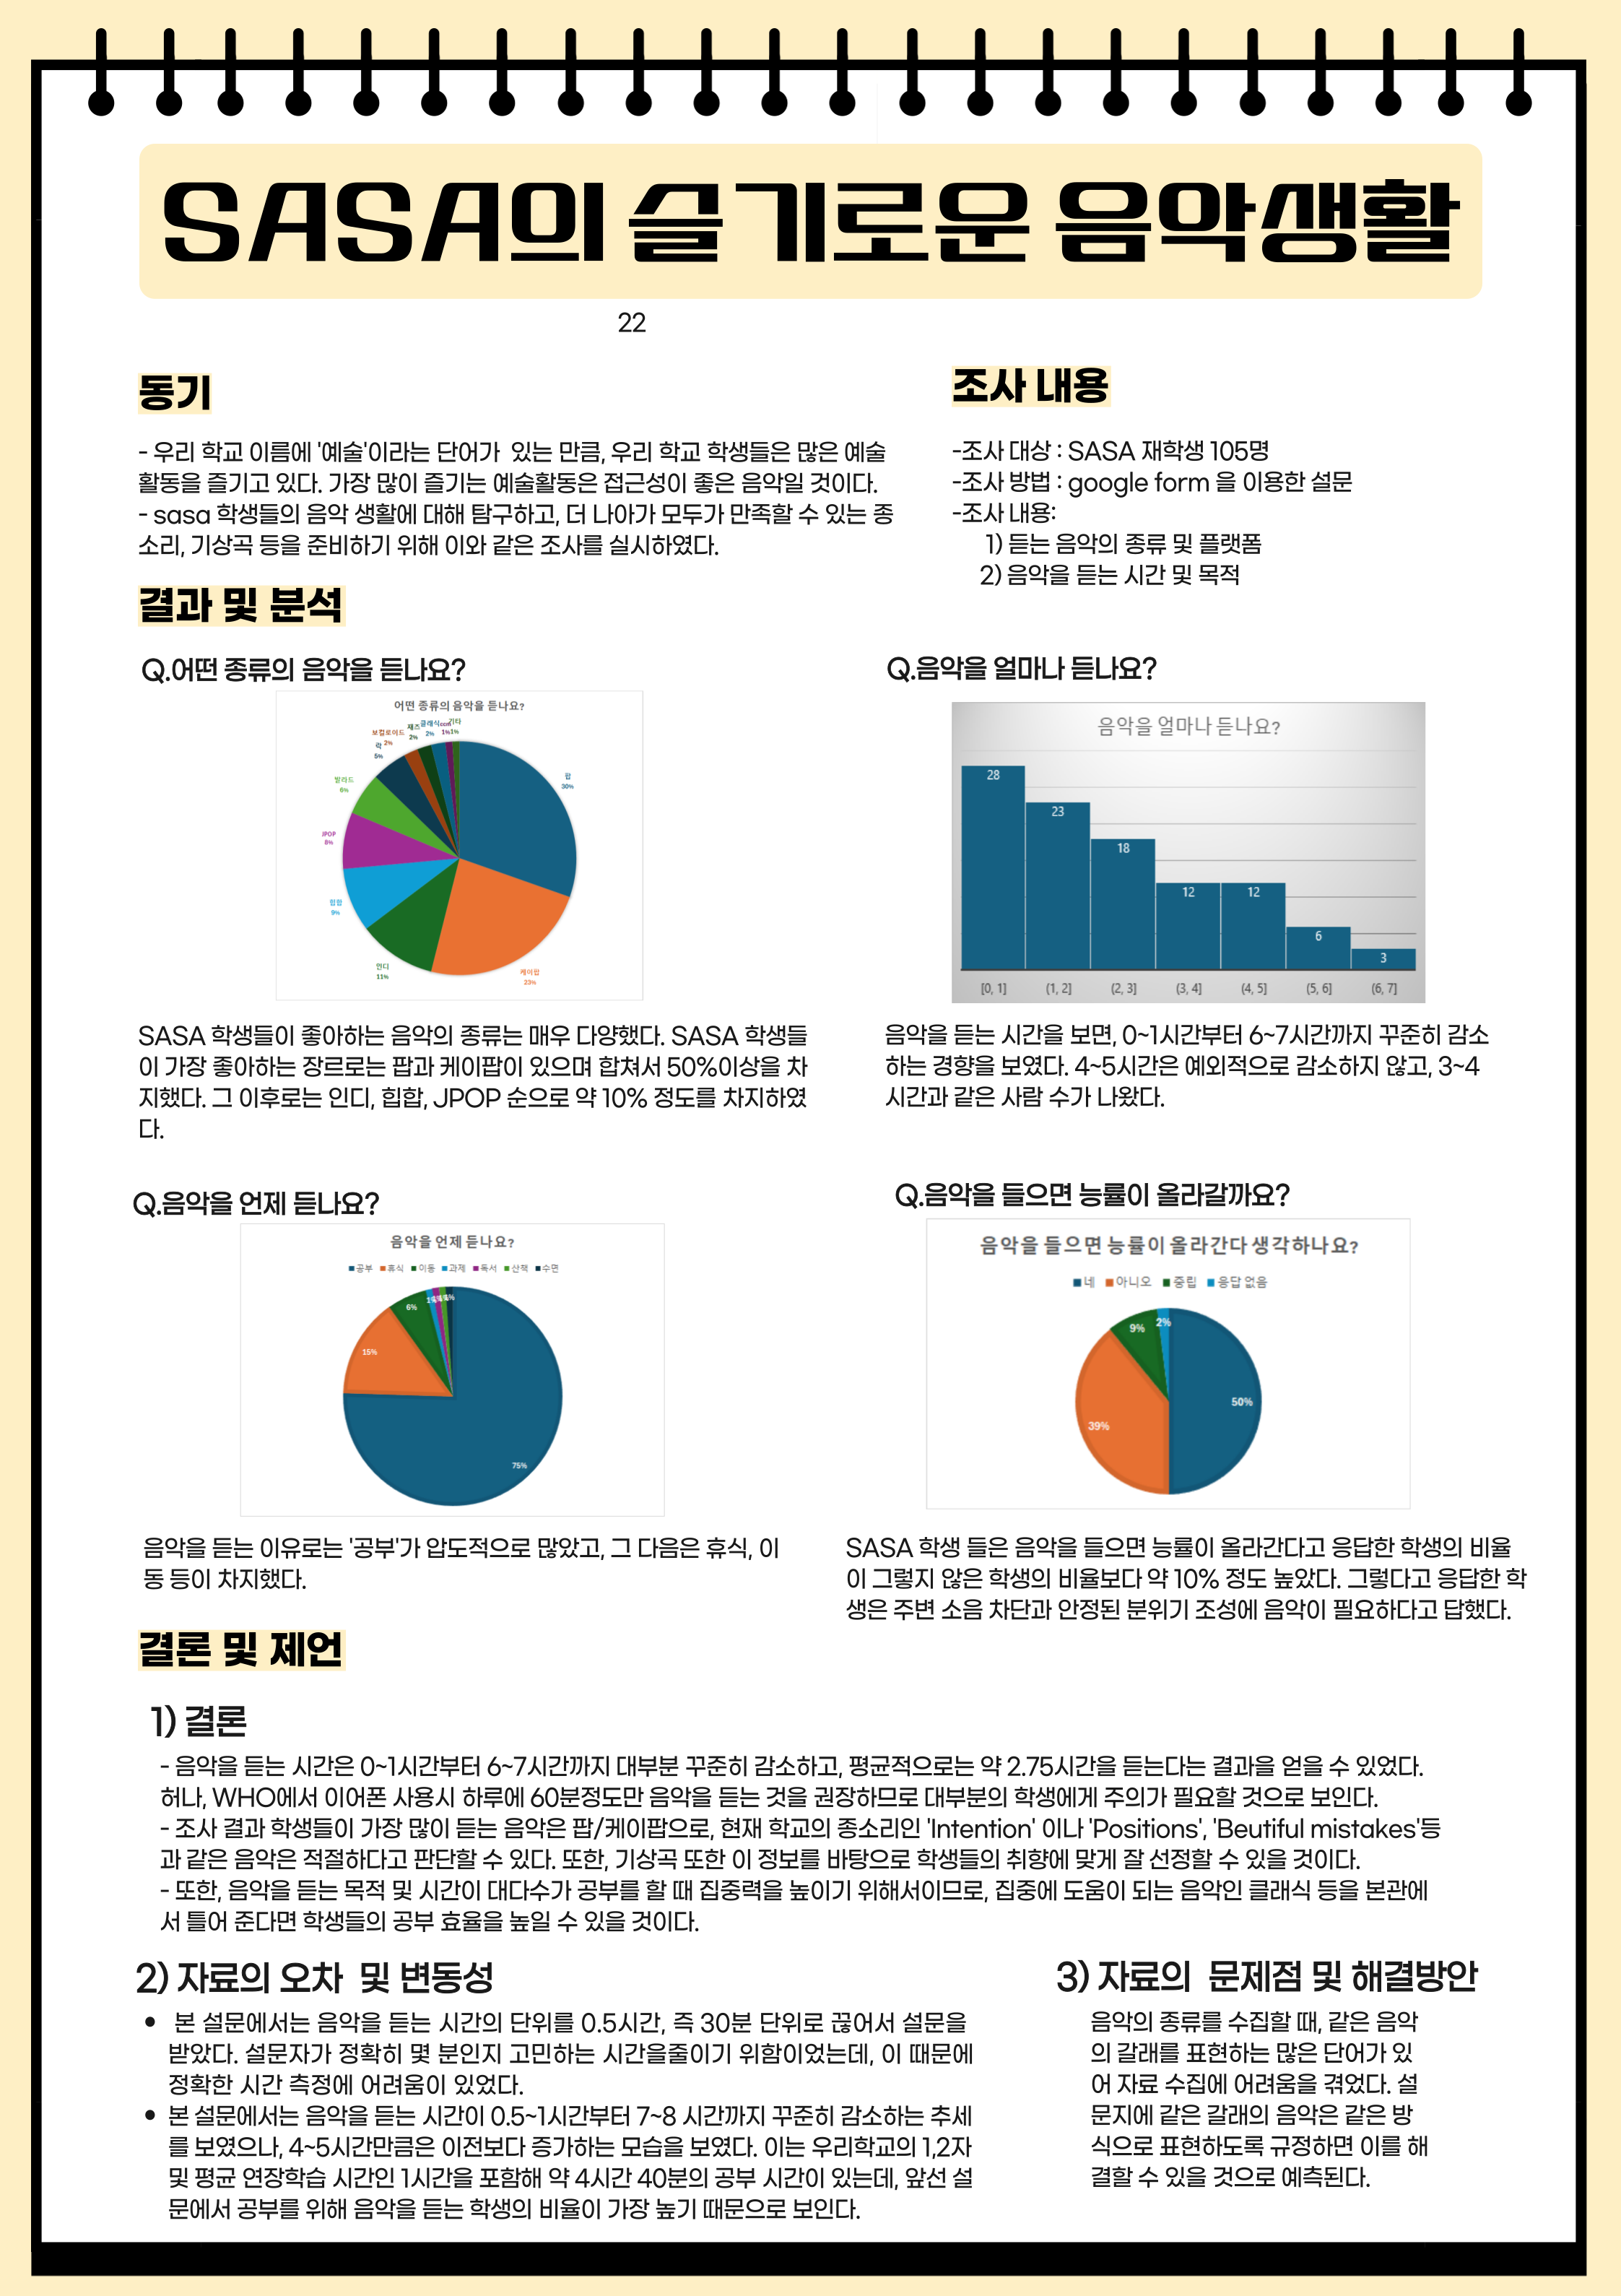 SASA의 슬기로운 음악생활
22
동기
- 우리 학교 이름에 '예술'이라는 단어가 있는 만큼, 우리 학교 학생들은 많은 예술
활동을 즐기고 있다. 가장 많이 즐기는 예술활동은 접근성이 좋은 음악일 것이다.
- sasa 학생들의 음악 생활에 대해 탐구하고, 더 나아가 모두가 만족할 수 있는 종
소리, 기상곡 등을 준비하기 위해 이와 같은 조사를 실시하였다.
조사 내용
-조사 대상 : SASA 재학생 105명
-조사 방법 : google form 을 이용한 설문
-조사 내용:
1) 듣는 음악의 종류 및 플랫폼
2) 음악을 듣는 시간 및 목적
결과 및 분석
Q.어떤 종류의 음악을 듣나요?
어떤 종류의 음악을 듣나요?
팝
30%
케이팝
23%
인디
11%
힙합
9%
JPOP
8%
발라드
6%
락
5%
보컬로이드
2%
재즈
2%
클래식
2%
ccm
1%
기타
1%
SASA 학생들이 좋아하는 음악의 종류는 매우 다양했다. SASA 학생들
이 가장 좋아하는 장르로는 팝과 케이팝이 있으며 합쳐서 50%이상을 차
지했다. 그 이후로는 인디, 힙합, JPOP 순으로 약 10% 정도를 차지하였
다.
Q.음악을 얼마나 듣나요?
음악을 얼마나 듣나요?
28
23
18
12
12
6
3
[0, 1]
(1, 2]
(2, 3]
(3, 4]
(4, 5]
(5, 6]
(6, 7]
음악을 듣는 시간을 보면, 0~1시간부터 6~7시간까지 꾸준히 감소
하는 경향을 보였다. 4~5시간은 예외적으로 감소하지 않고, 3~4
시간과 같은 사람 수가 나왔다.
Q.음악을 언제 듣나요?
음악을 언제 듣나요?
공부 휴식 이동 과제 독서 산책 수면
75%
15%
6%
음악을 듣는 이유로는 '공부'가 압도적으로 많았고, 그 다음은 휴식, 이
동 등이 차지했다.
Q.음악을 들으면 능률이 올라갈까요?
음악을 들으면 능률이 올라간다 생각하나요?
네 아니오 중립 응답 없음
50%
39%
9%
2%
SASA 학생 들은 음악을 들으면 능률이 올라간다고 응답한 학생의 비율
이 그렇지 않은 학생의 비율보다 약 10% 정도 높았다. 그렇다고 응답한 학
생은 주변 소음 차단과 안정된 분위기 조성에 음악이 필요하다고 답했다.
결론 및 제언
1) 결론
- 음악을 듣는 시간은 0~1시간부터 6~7시간까지 대부분 꾸준히 감소하고, 평균적으로는 약 2.75시간을 듣는다는 결과을 얻을 수 있었다.
허나, WHO에서 이어폰 사용시 하루에 60분정도만 음악을 듣는 것을 권장하므로 대부분의 학생에게 주의가 필요할 것으로 보인다.
- 조사 결과 학생들이 가장 많이 듣는 음악은 팝/케이팝으로, 현재 학교의 종소리인 'Intention' 이나 'Positions', 'Beutiful mistakes'등
과 같은 음악은 적절하다고 판단할 수 있다. 또한, 기상곡 또한 이 정보를 바탕으로 학생들의 취향에 맞게 잘 선정할 수 있을 것이다.
- 또한, 음악을 듣는 목적 및 시간이 대다수가 공부를 할 때 집중력을 높이기 위해서이므로, 집중에 도움이 되는 음악인 클래식 등을 본관에
서 틀어 준다면 학생들의 공부 효율을 높일 수 있을 것이다.
2) 자료의 오차 및 변동성
• 본 설문에서는 음악을 듣는 시간의 단위를 0.5시간, 즉 30분 단위로 끊어서 설문을
받았다. 설문자가 정확히 몇 분인지 고민하는 시간을줄이기 위함이었는데, 이 때문에
정확한 시간 측정에 어려움이 있었다.
• 본 설문에서는 음악을 듣는 시간이 0.5~1시간부터 7~8 시간까지 꾸준히 감소하는 추세
를 보였으나, 4~5시간만큼은 이전보다 증가하는 모습을 보였다. 이는 우리학교의 1,2자
및 평균 연장학습 시간인 1시간을 포함해 약 4시간 40분의 공부 시간이 있는데, 앞선 설
문에서 공부를 위해 음악을 듣는 학생의 비율이 가장 높기 때문으로 보인다.
3) 자료의 문제점 및 해결방안
음악의 종류를 수집할 때, 같은 음악
의 갈래를 표현하는 많은 단어가 있
어 자료 수집에 어려움을 겪었다. 설
문지에 같은 갈래의 음악은 같은 방
식으로 표현하도록 규정하면 이를 해
결할 수 있을 것으로 예측된다.